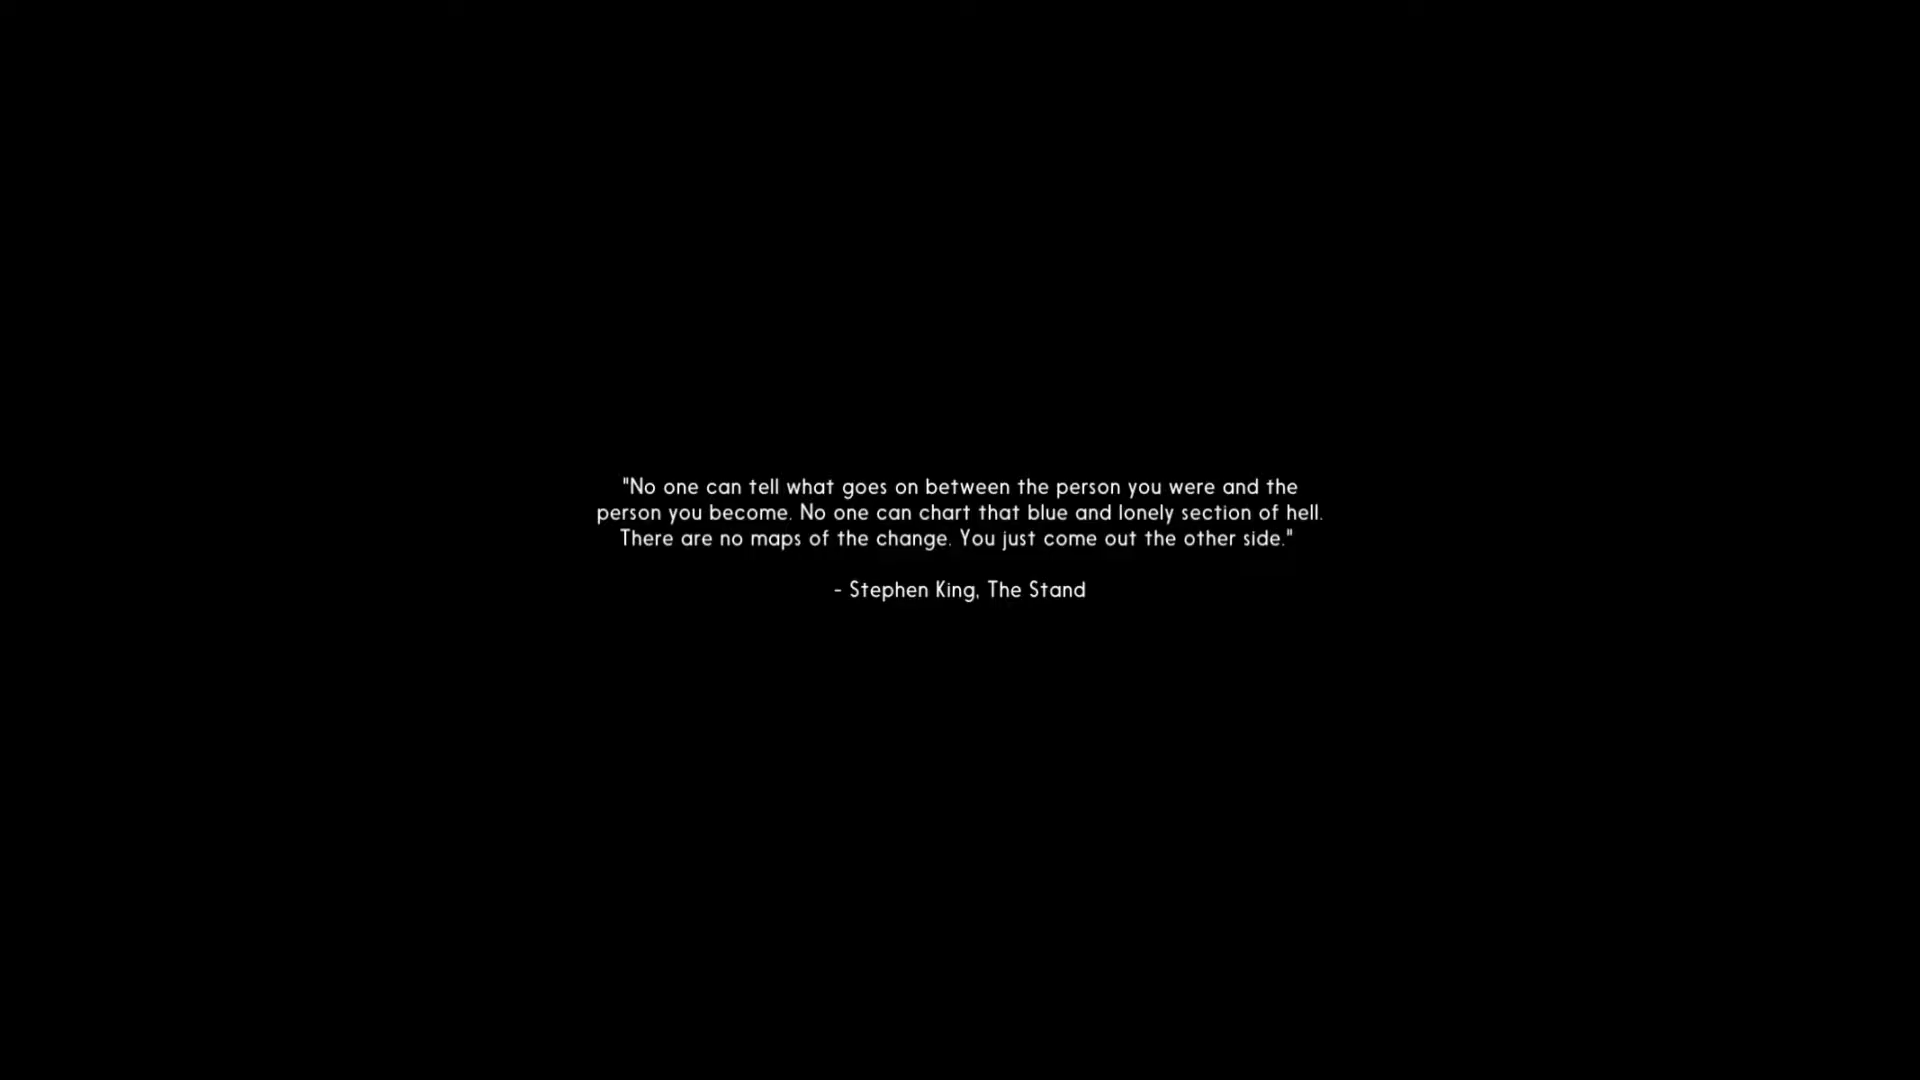 "No one can tell what goes on between the person you were and the
person you become. No one can chart that blue and lonely section of hell.
There are no maps of the change. You just come out the other side."
- Stephen King, The Stand